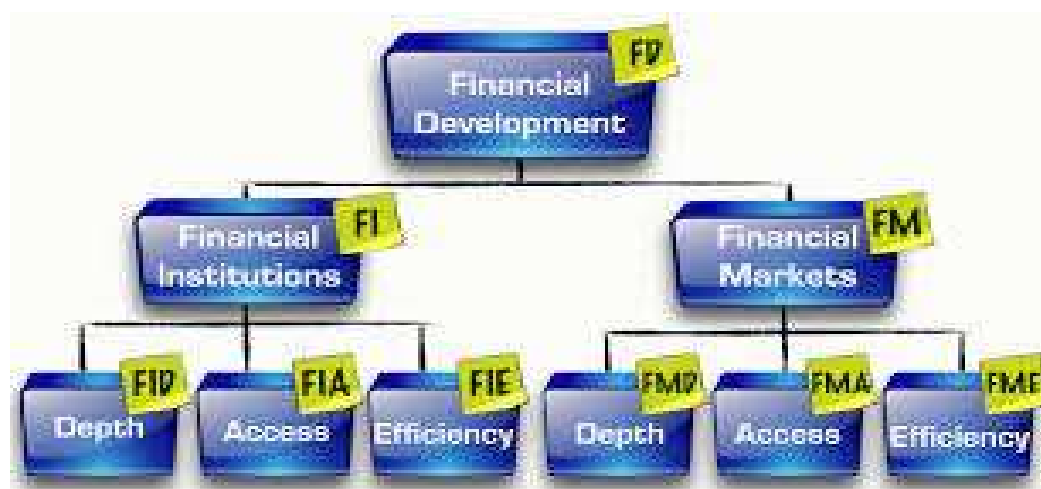 FD
Financial
Development
FI
Financial
Institutions
FM
Financial
Markets
FID
Depth
FIA
Access
FIE
Efficiency
FMD
Depth
FMA
Access
FME
Efficiency